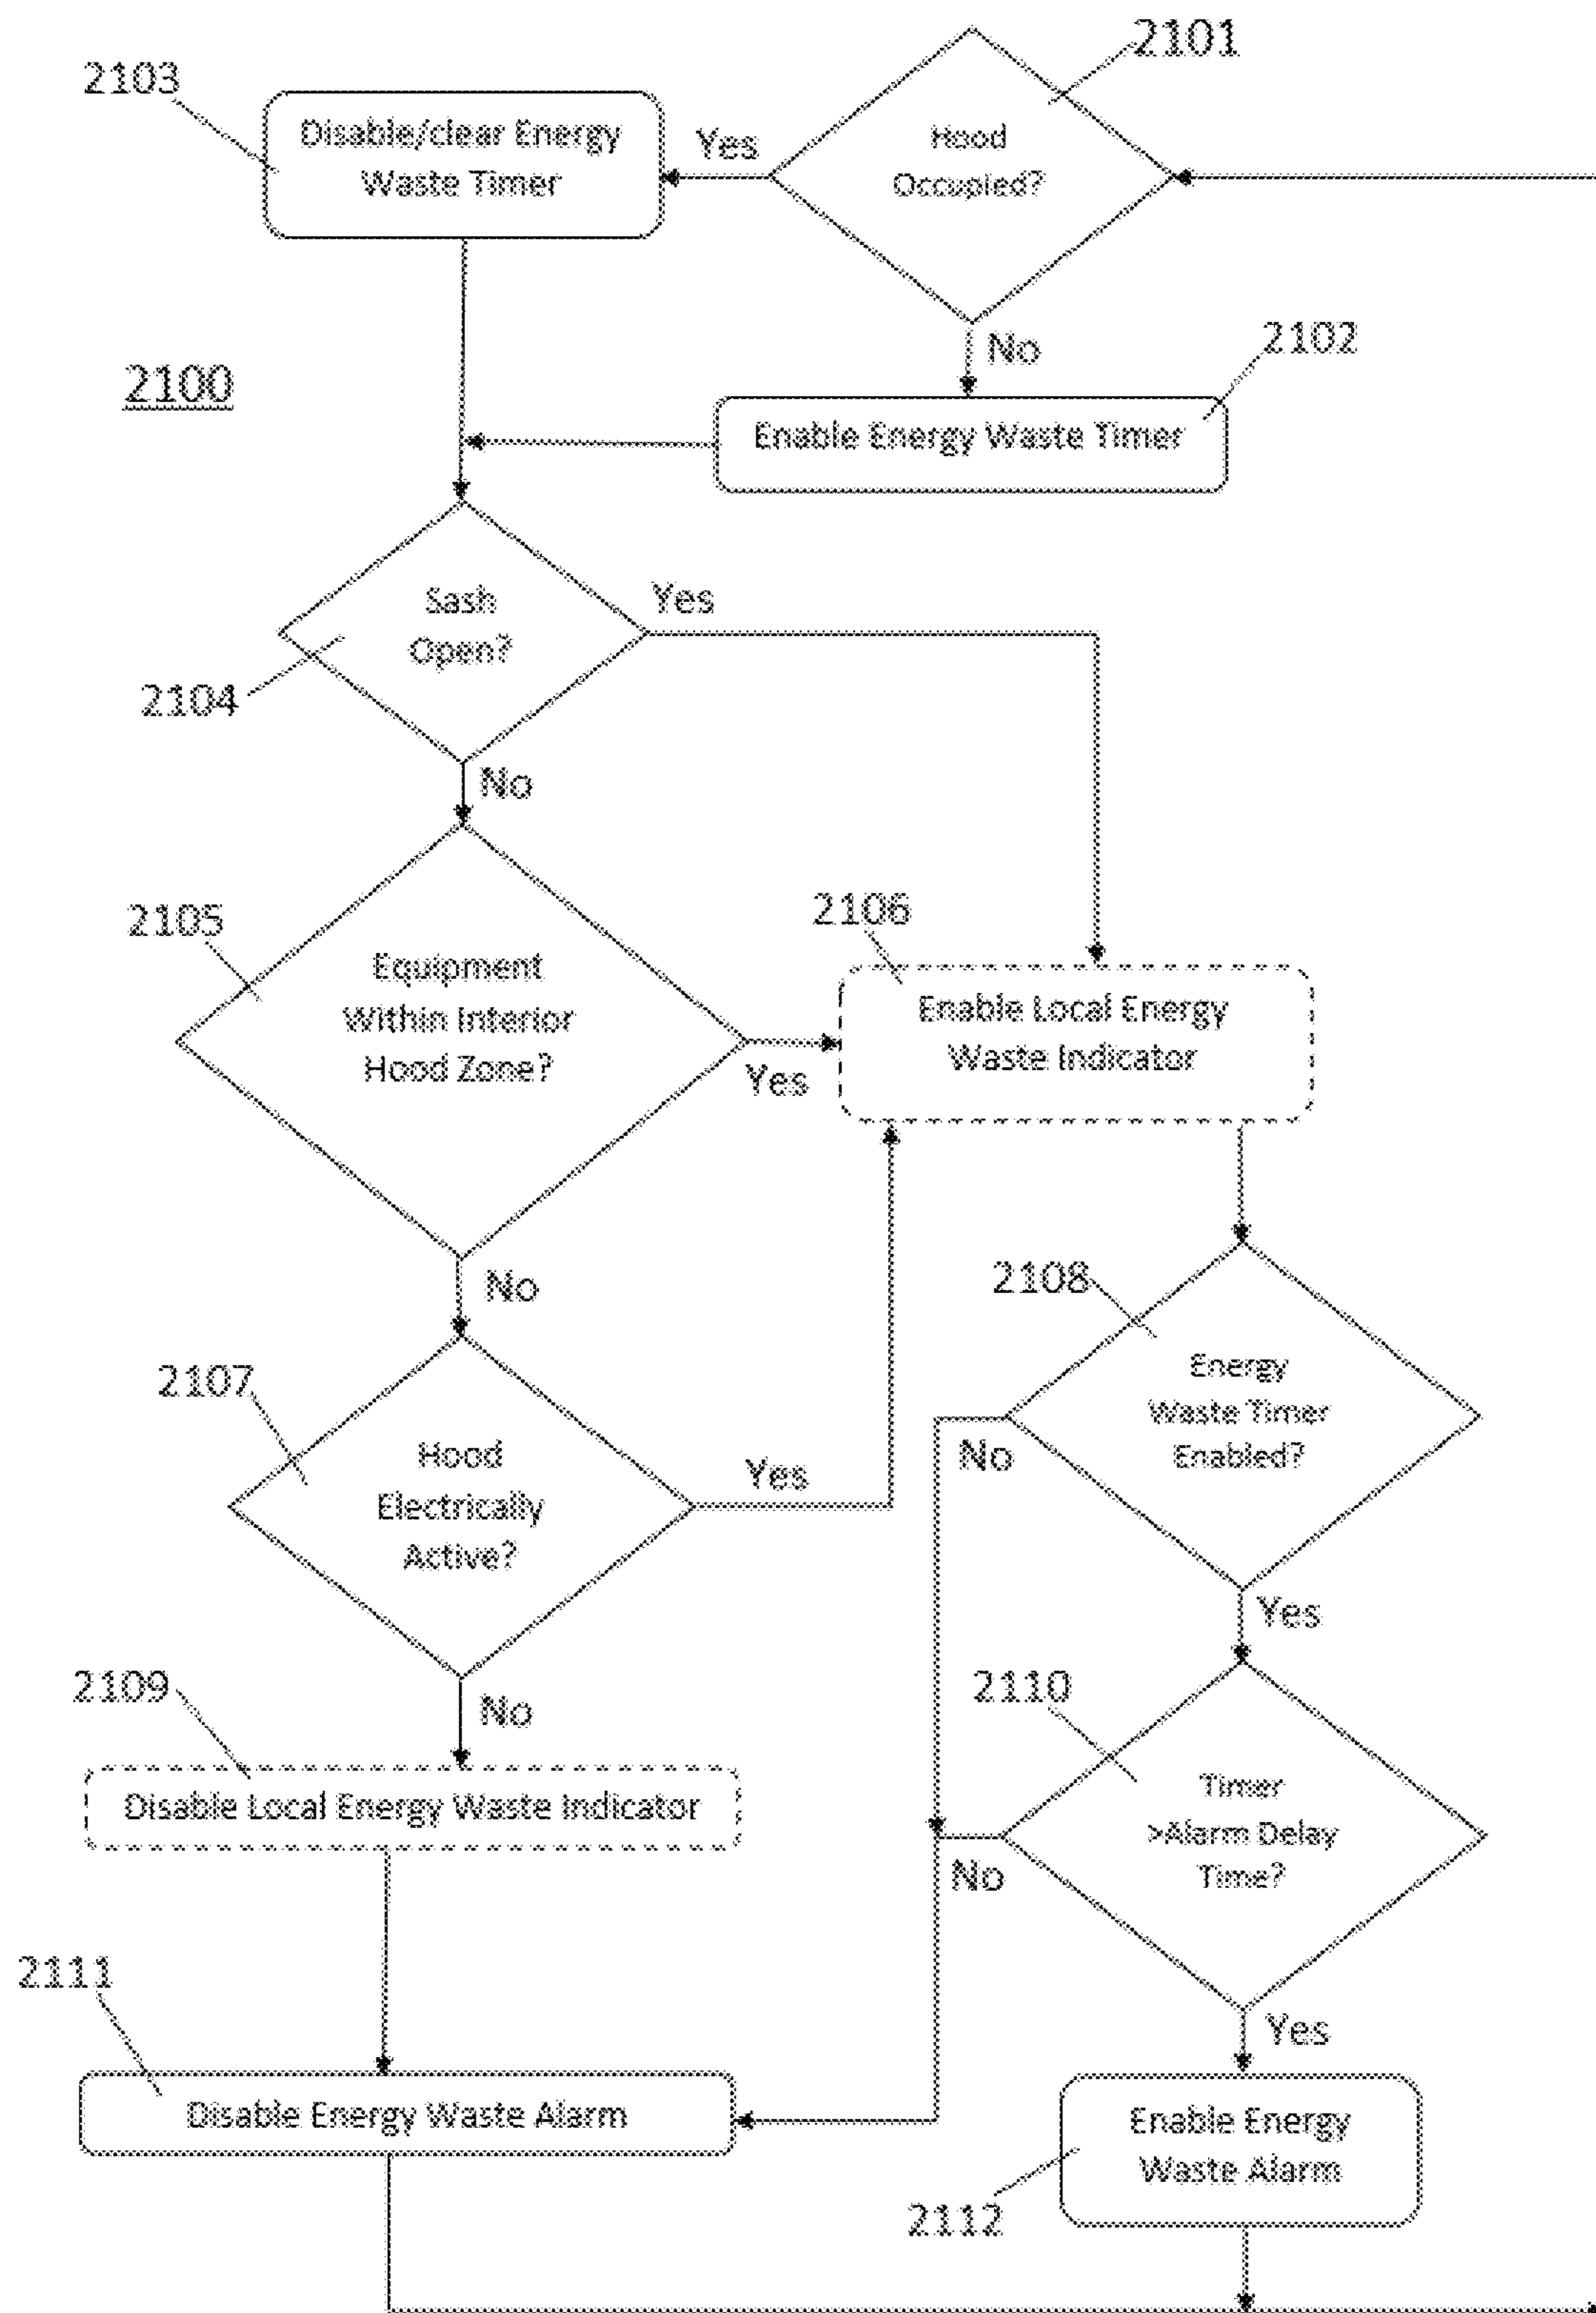 2101
2103
Disable/clear Energy
Waste Timer
Yes
Hood
Occupied?
No
2102
2100
Enable Energy Waste Timer
Sash
Open?
Yes
2104
No
2105
2106
Equipment
Within Interior
Hood Zone?
Enable Local Energy
Waste Indicator
Yes
No
2108
2107
Energy
Waste Timer
Enabled?
Hood
Electrically
Active?
Yes
No
Yes
2109
No
2110
Disable Local Energy Waste Indicator
Timer
>Alarm Delay
Time?
No
2111
Yes
Disable Energy Waste Alarm
Enable Energy
Waste Alarm
2112